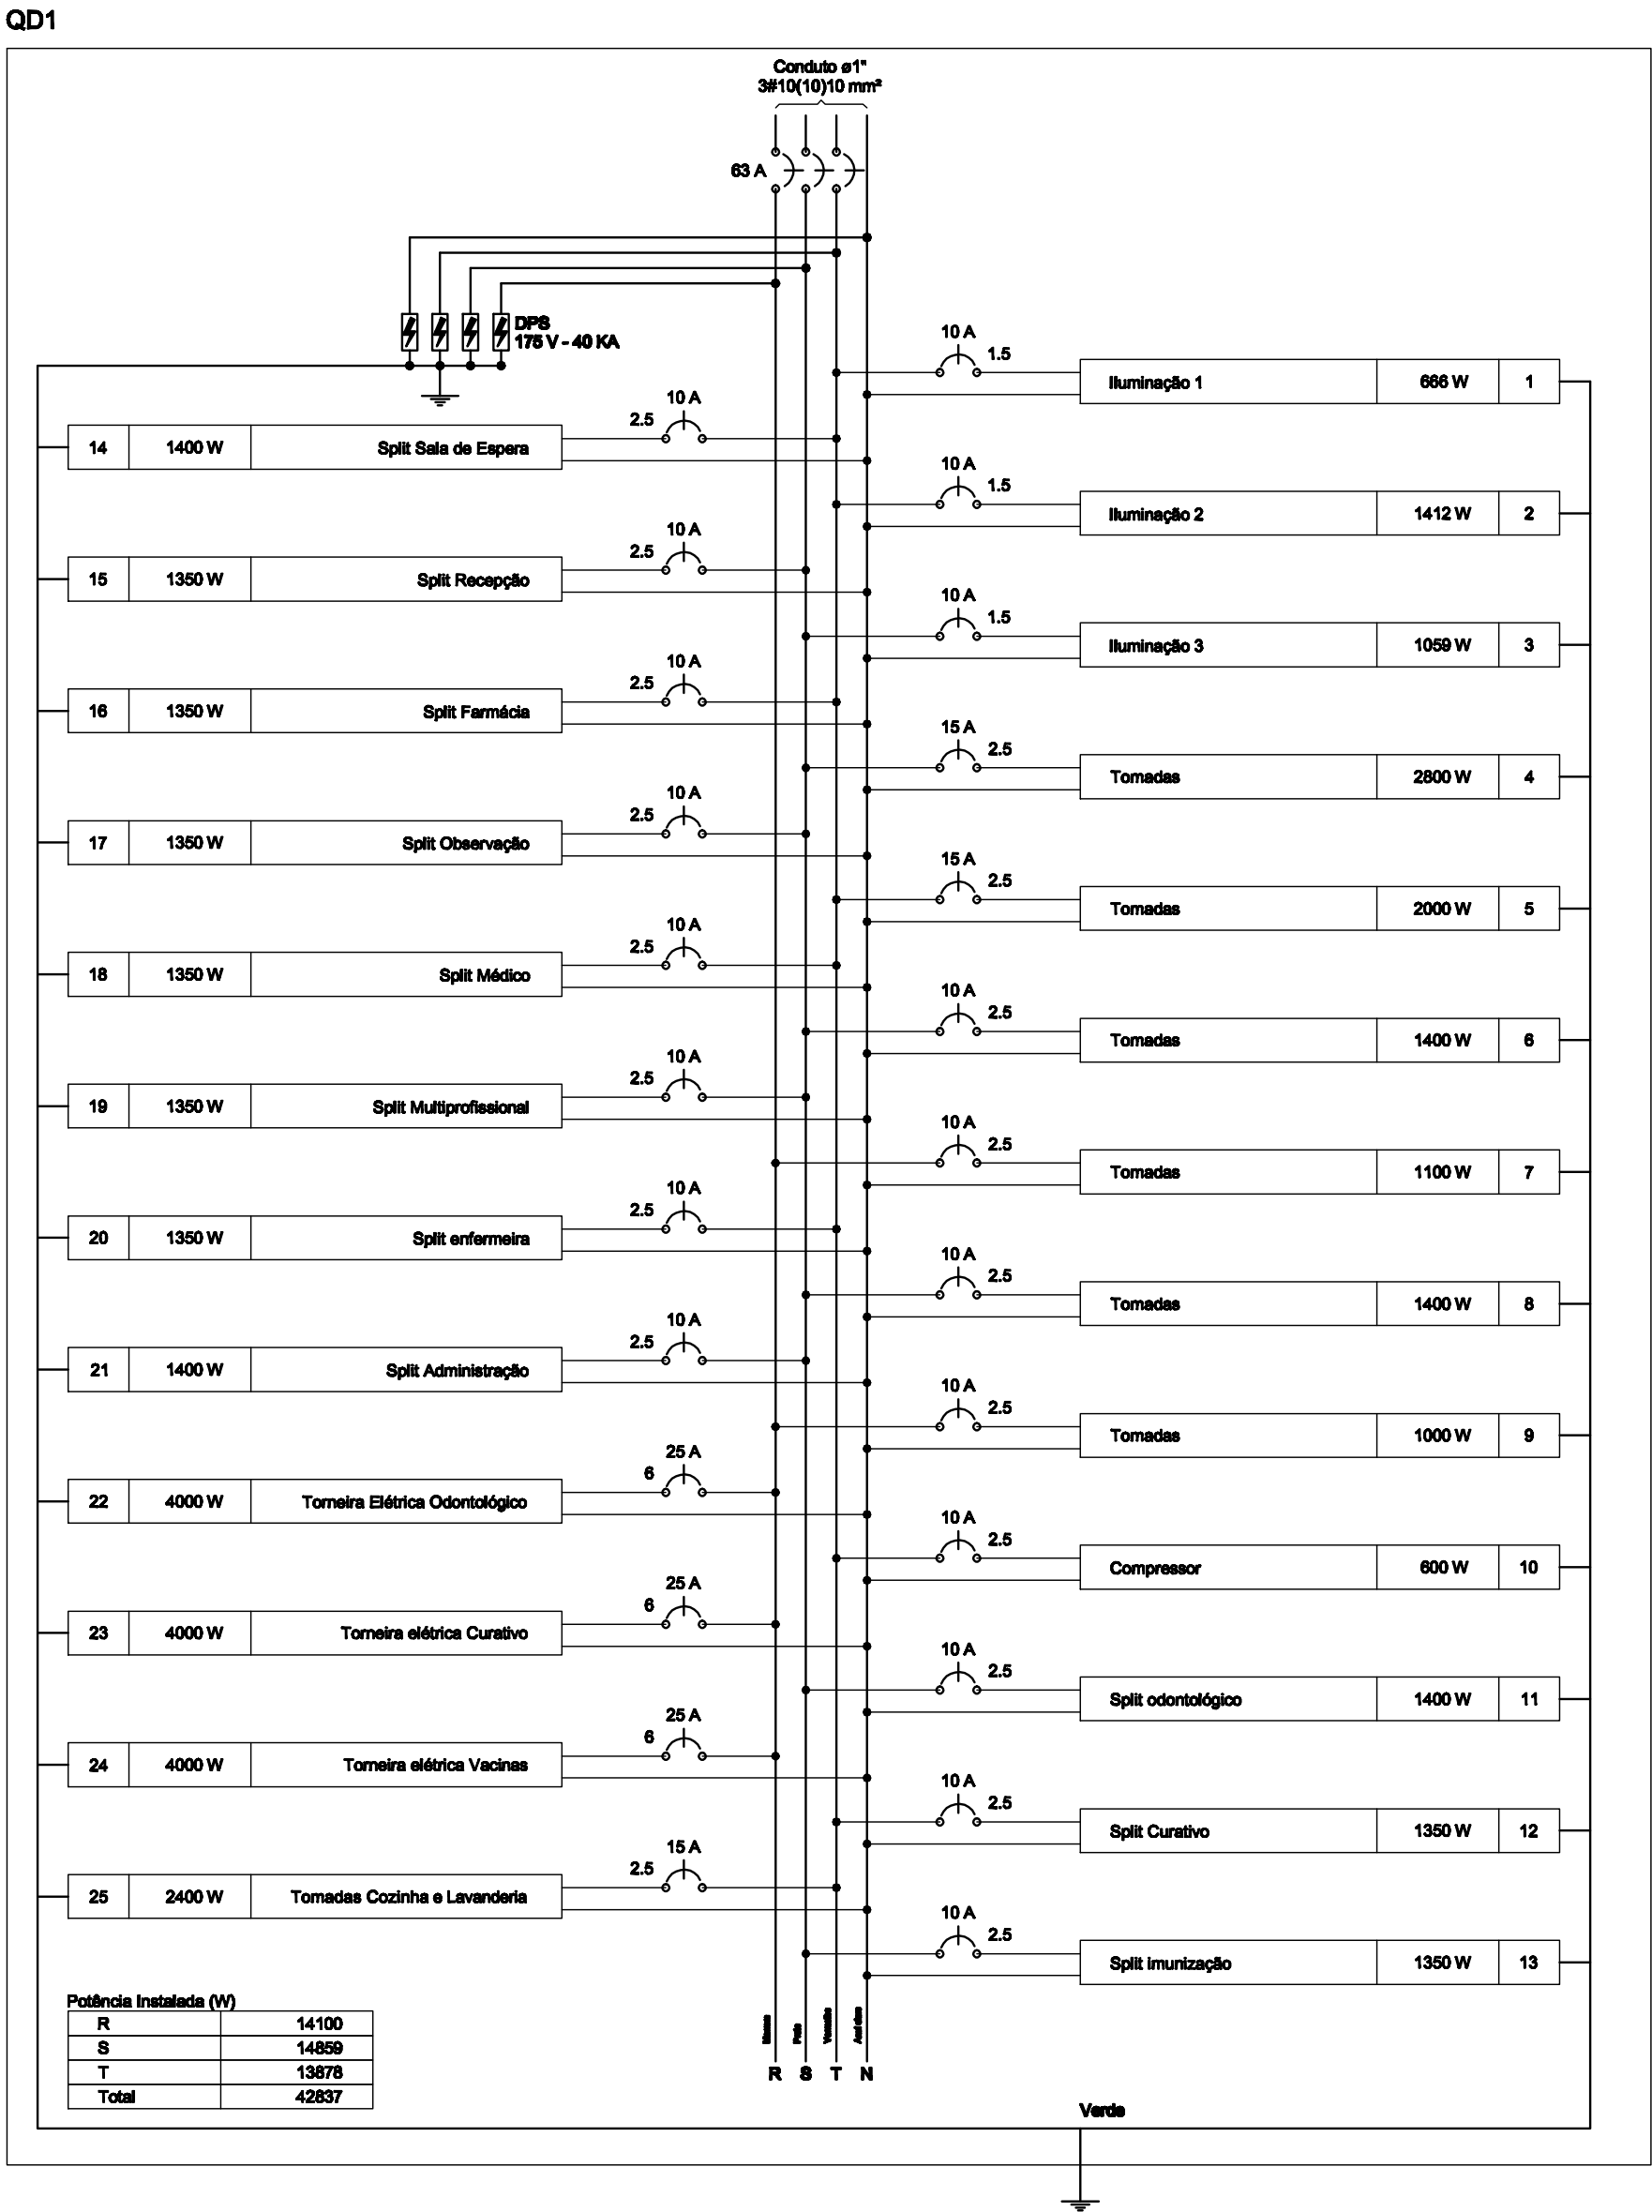 QD1
Conduto ø1"
3#10(10)10 mm²
63 A
DPS
175 V - 40 KA
10 A
1.5
Iluminação 1 666 W 1
10 A
2.5
14 1400 W Split Sala de Espera
10 A
1.5
Iluminação 2 1412 W 2
10 A
2.5
15 1350 W Split Recepção
10 A
1.5
Iluminação 3 1059 W 3
10 A
2.5
16 1350 W Split Farmácia
15 A
2.5
Tomadas 2800 W 4
10 A
2.5
17 1350 W Split Observação
15 A
2.5
Tomadas 2000 W 5
10 A
2.5
18 1350 W Split Médico
10 A
2.5
Tomadas 1400 W 6
10 A
2.5
19 1350 W Split Multiprofissional
10 A
2.5
Tomadas 1100 W 7
10 A
2.5
20 1350 W Split enfermeira
10 A
2.5
Tomadas 1400 W 8
10 A
2.5
21 1400 W Split Administração
10 A
2.5
Tomadas 1000 W 9
25 A
6
22 4000 W Torneira Elétrica Odontológico
10 A
2.5
Compressor 600 W 10
25 A
6
23 4000 W Torneira elétrica Curativo
10 A
2.5
Split odontológico 1400 W 11
25 A
6
24 4000 W Torneira elétrica Vacinas
10 A
2.5
Split Curativo 1350 W 12
15 A
2.5
25 2400 W Tomadas Cozinha e Lavanderia
10 A
2.5
Split imunização 1350 W 13
Potência Instalada (W)
R 14100
S 14859
T 13878
Total 42837
Preto
Vermelho
Azul claro
R S T N
Verde